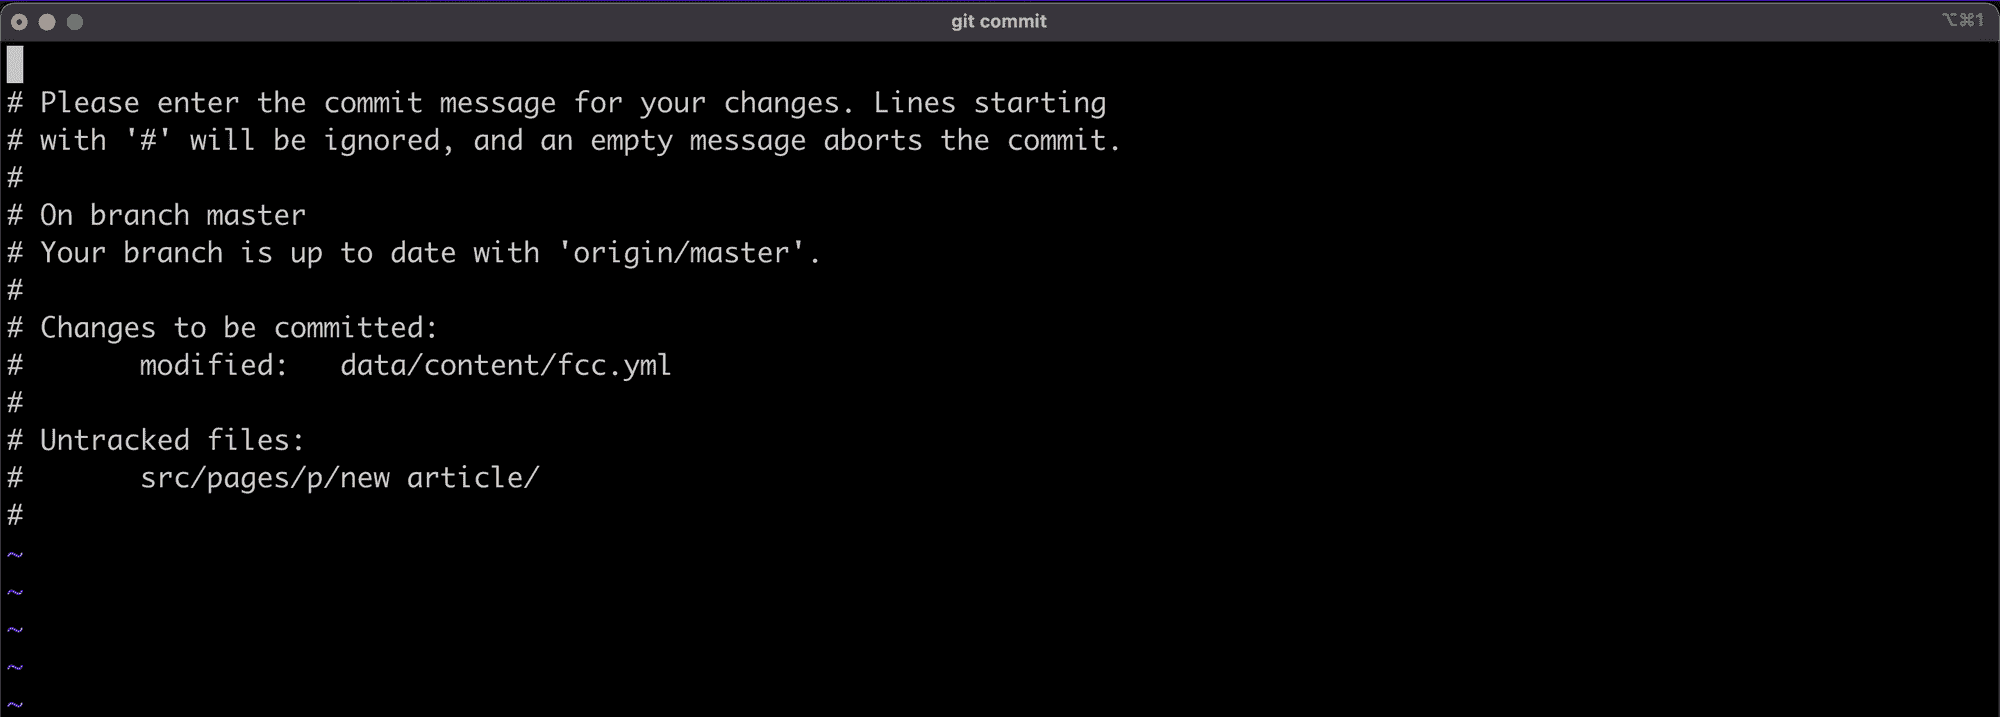 git commit
⌥⌘1
# Please enter the commit message for your changes. Lines starting
# with '#' will be ignored, and an empty message aborts the commit.
#
# On branch master
# Your branch is up to date with 'origin/master'.
#
# Changes to be committed:
#       modified:   data/content/fcc.yml
#
# Untracked files:
#       src/pages/p/new article/
#
~
~
~
~
~